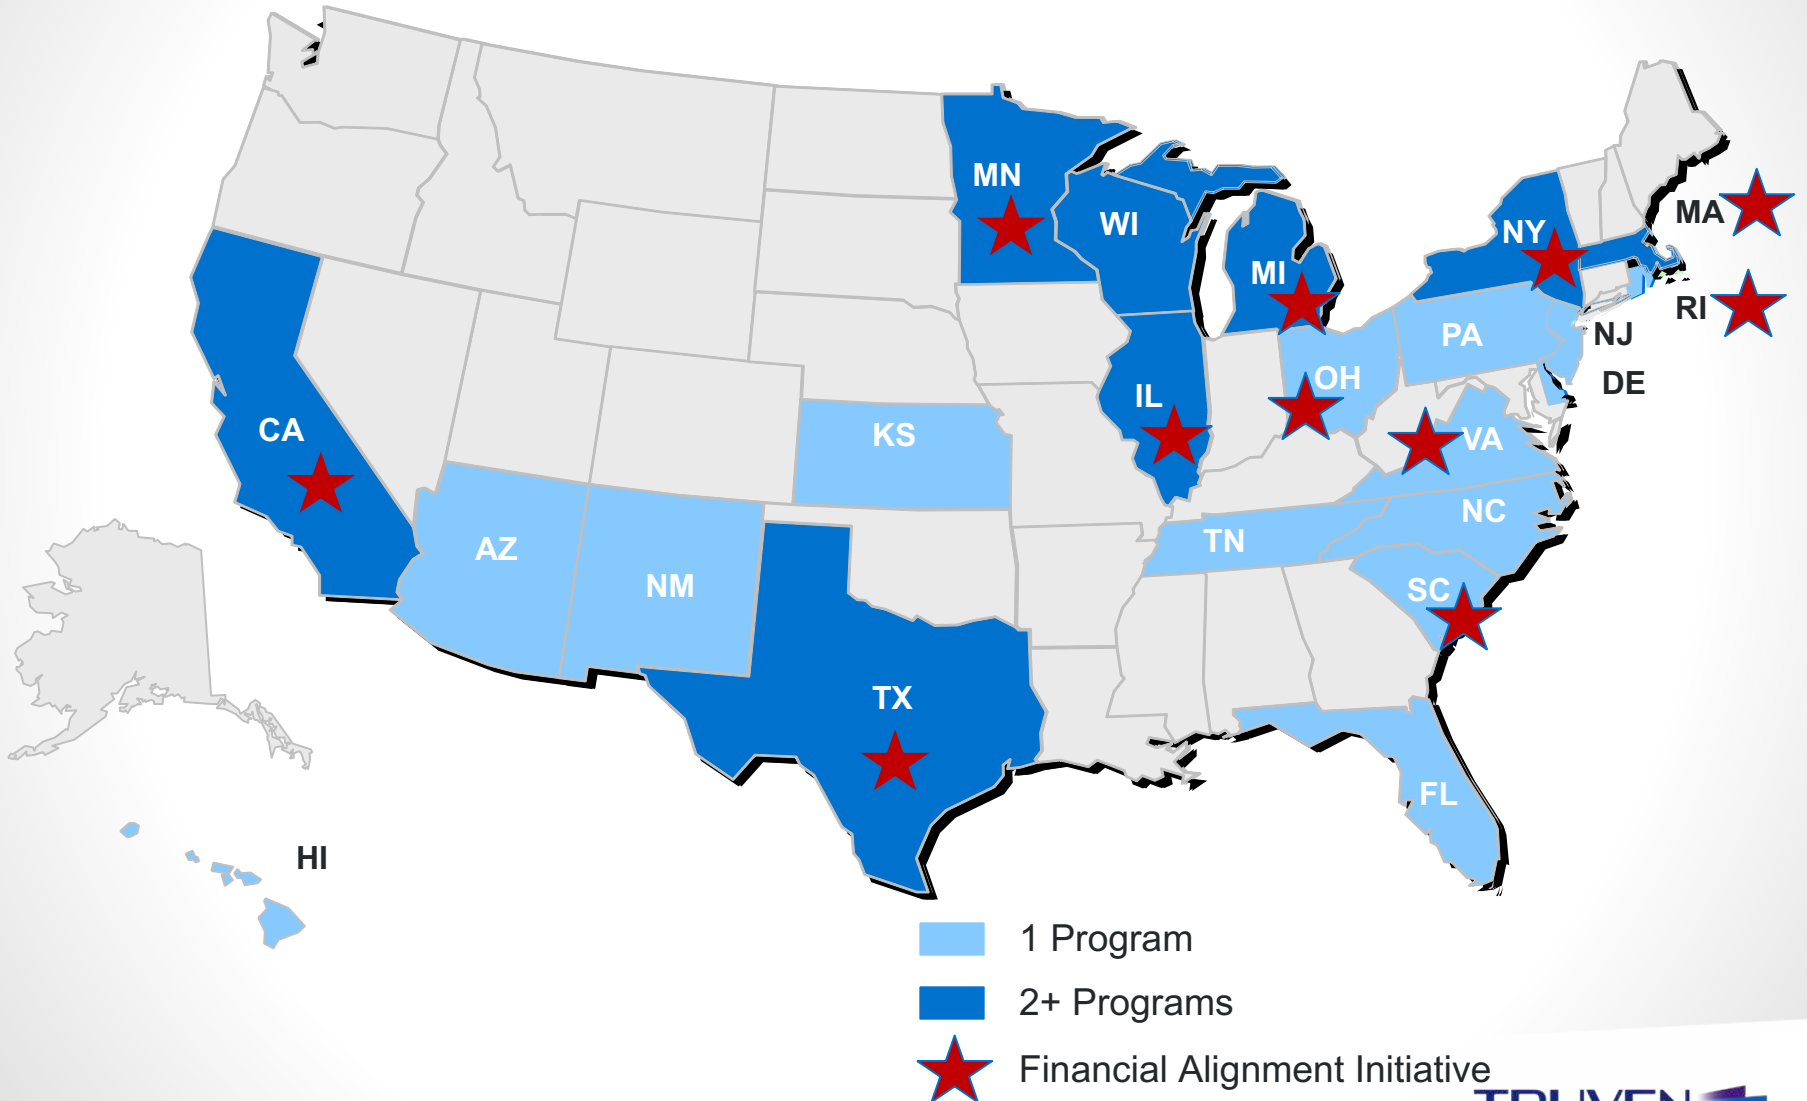 MN
WI
MI
NY
MA
RI
PA
NJ
OH
DE
IL
CA
KS
VA
NC
AZ
TN
NM
SC
TX
FL
HI
1 Program
2+ Programs
Financial Alignment Initiative
TRUVEN